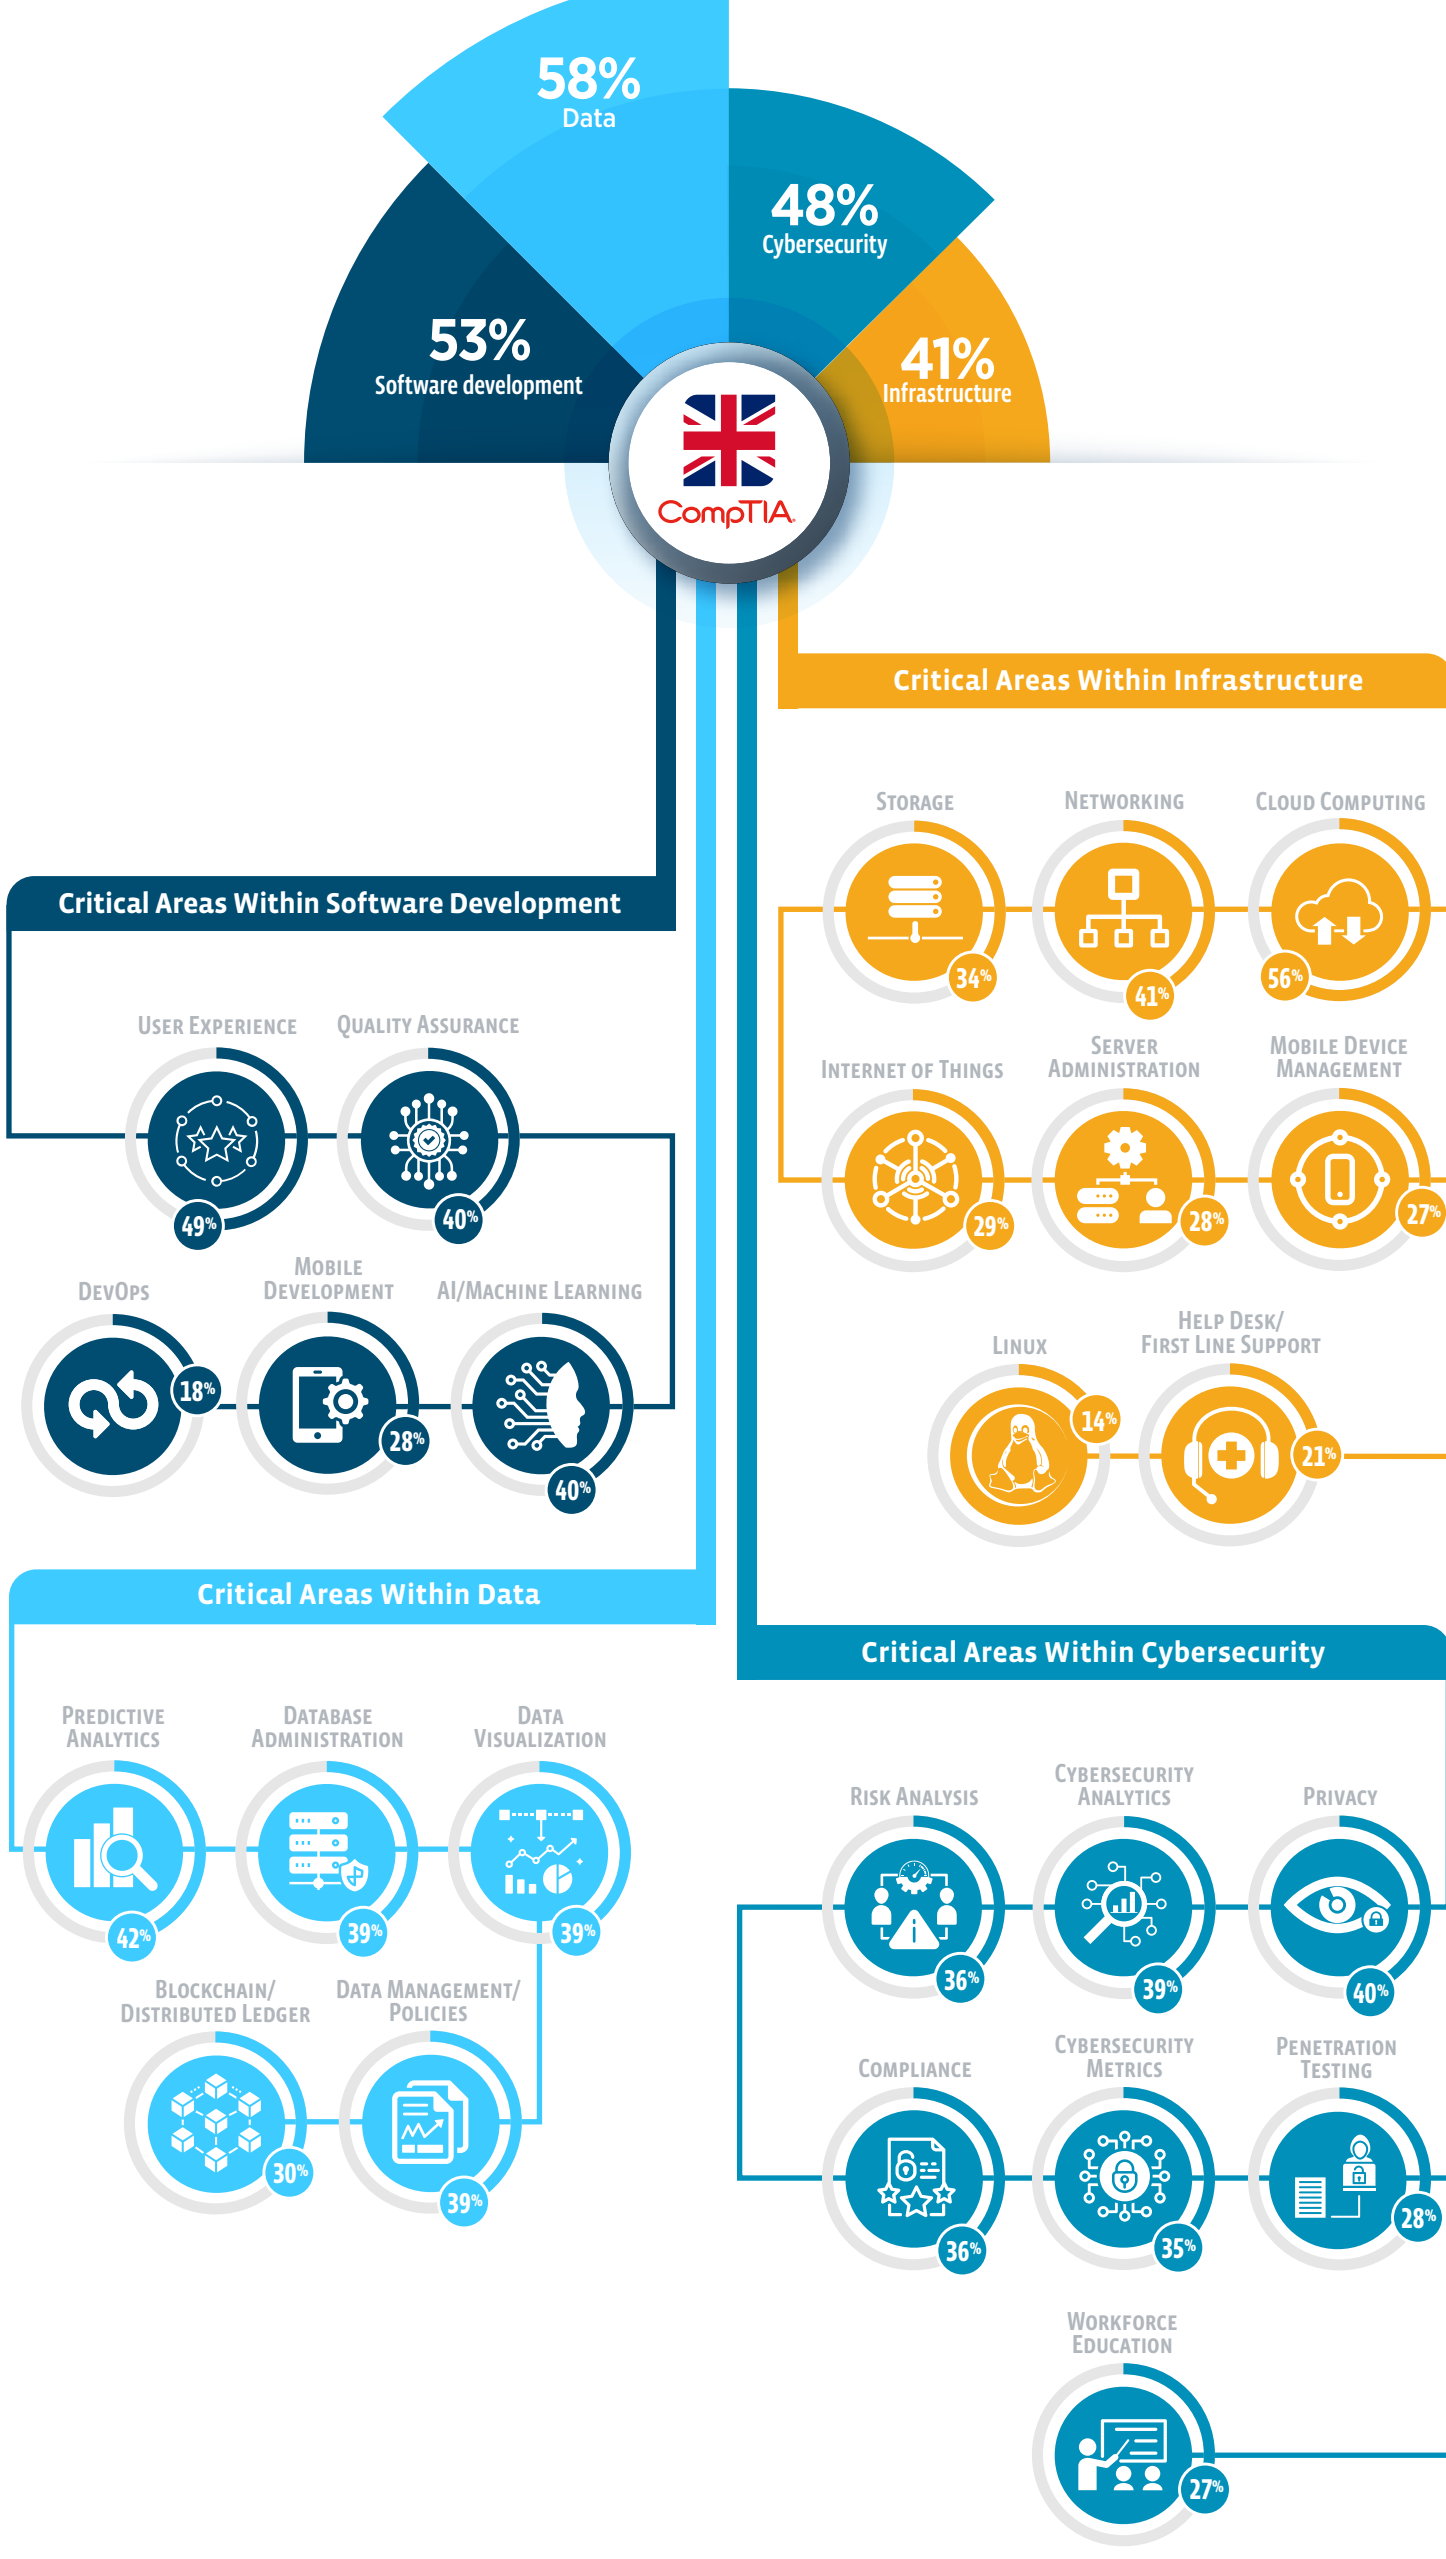 58%
Data
48%
Cybersecurity
53%
Software development
41%
Infrastructure
CompTIA.
Critical Areas Within Infrastructure
STORAGE
34%
NETWORKING
41%
CLOUD COMPUTING
56%
INTERNET OF THINGS
29%
SERVER
ADMINISTRATION
28%
MOBILE DEVICE
MANAGEMENT
27%
LINUX
14%
HELP DESK/
FIRST LINE SUPPORT
21%
Critical Areas Within Software Development
USER EXPERIENCE
49%
QUALITY ASSURANCE
40%
DEVOPS
18%
MOBILE
DEVELOPMENT
28%
AI/MACHINE LEARNING
40%
Critical Areas Within Data
PREDICTIVE
ANALYTICS
42%
DATABASE
ADMINISTRATION
39%
DATA
VISUALIZATION
39%
BLOCKCHAIN/
DISTRIBUTED LEDGER
30%
DATA MANAGEMENT/
POLICIES
39%
Critical Areas Within Cybersecurity
RISK ANALYSIS
36%
CYBERSECURITY
ANALYTICS
39%
PRIVACY
40%
COMPLIANCE
36%
CYBERSECURITY
METRICS
35%
PENETRATION
TESTING
28%
WORKFORCE
EDUCATION
27%